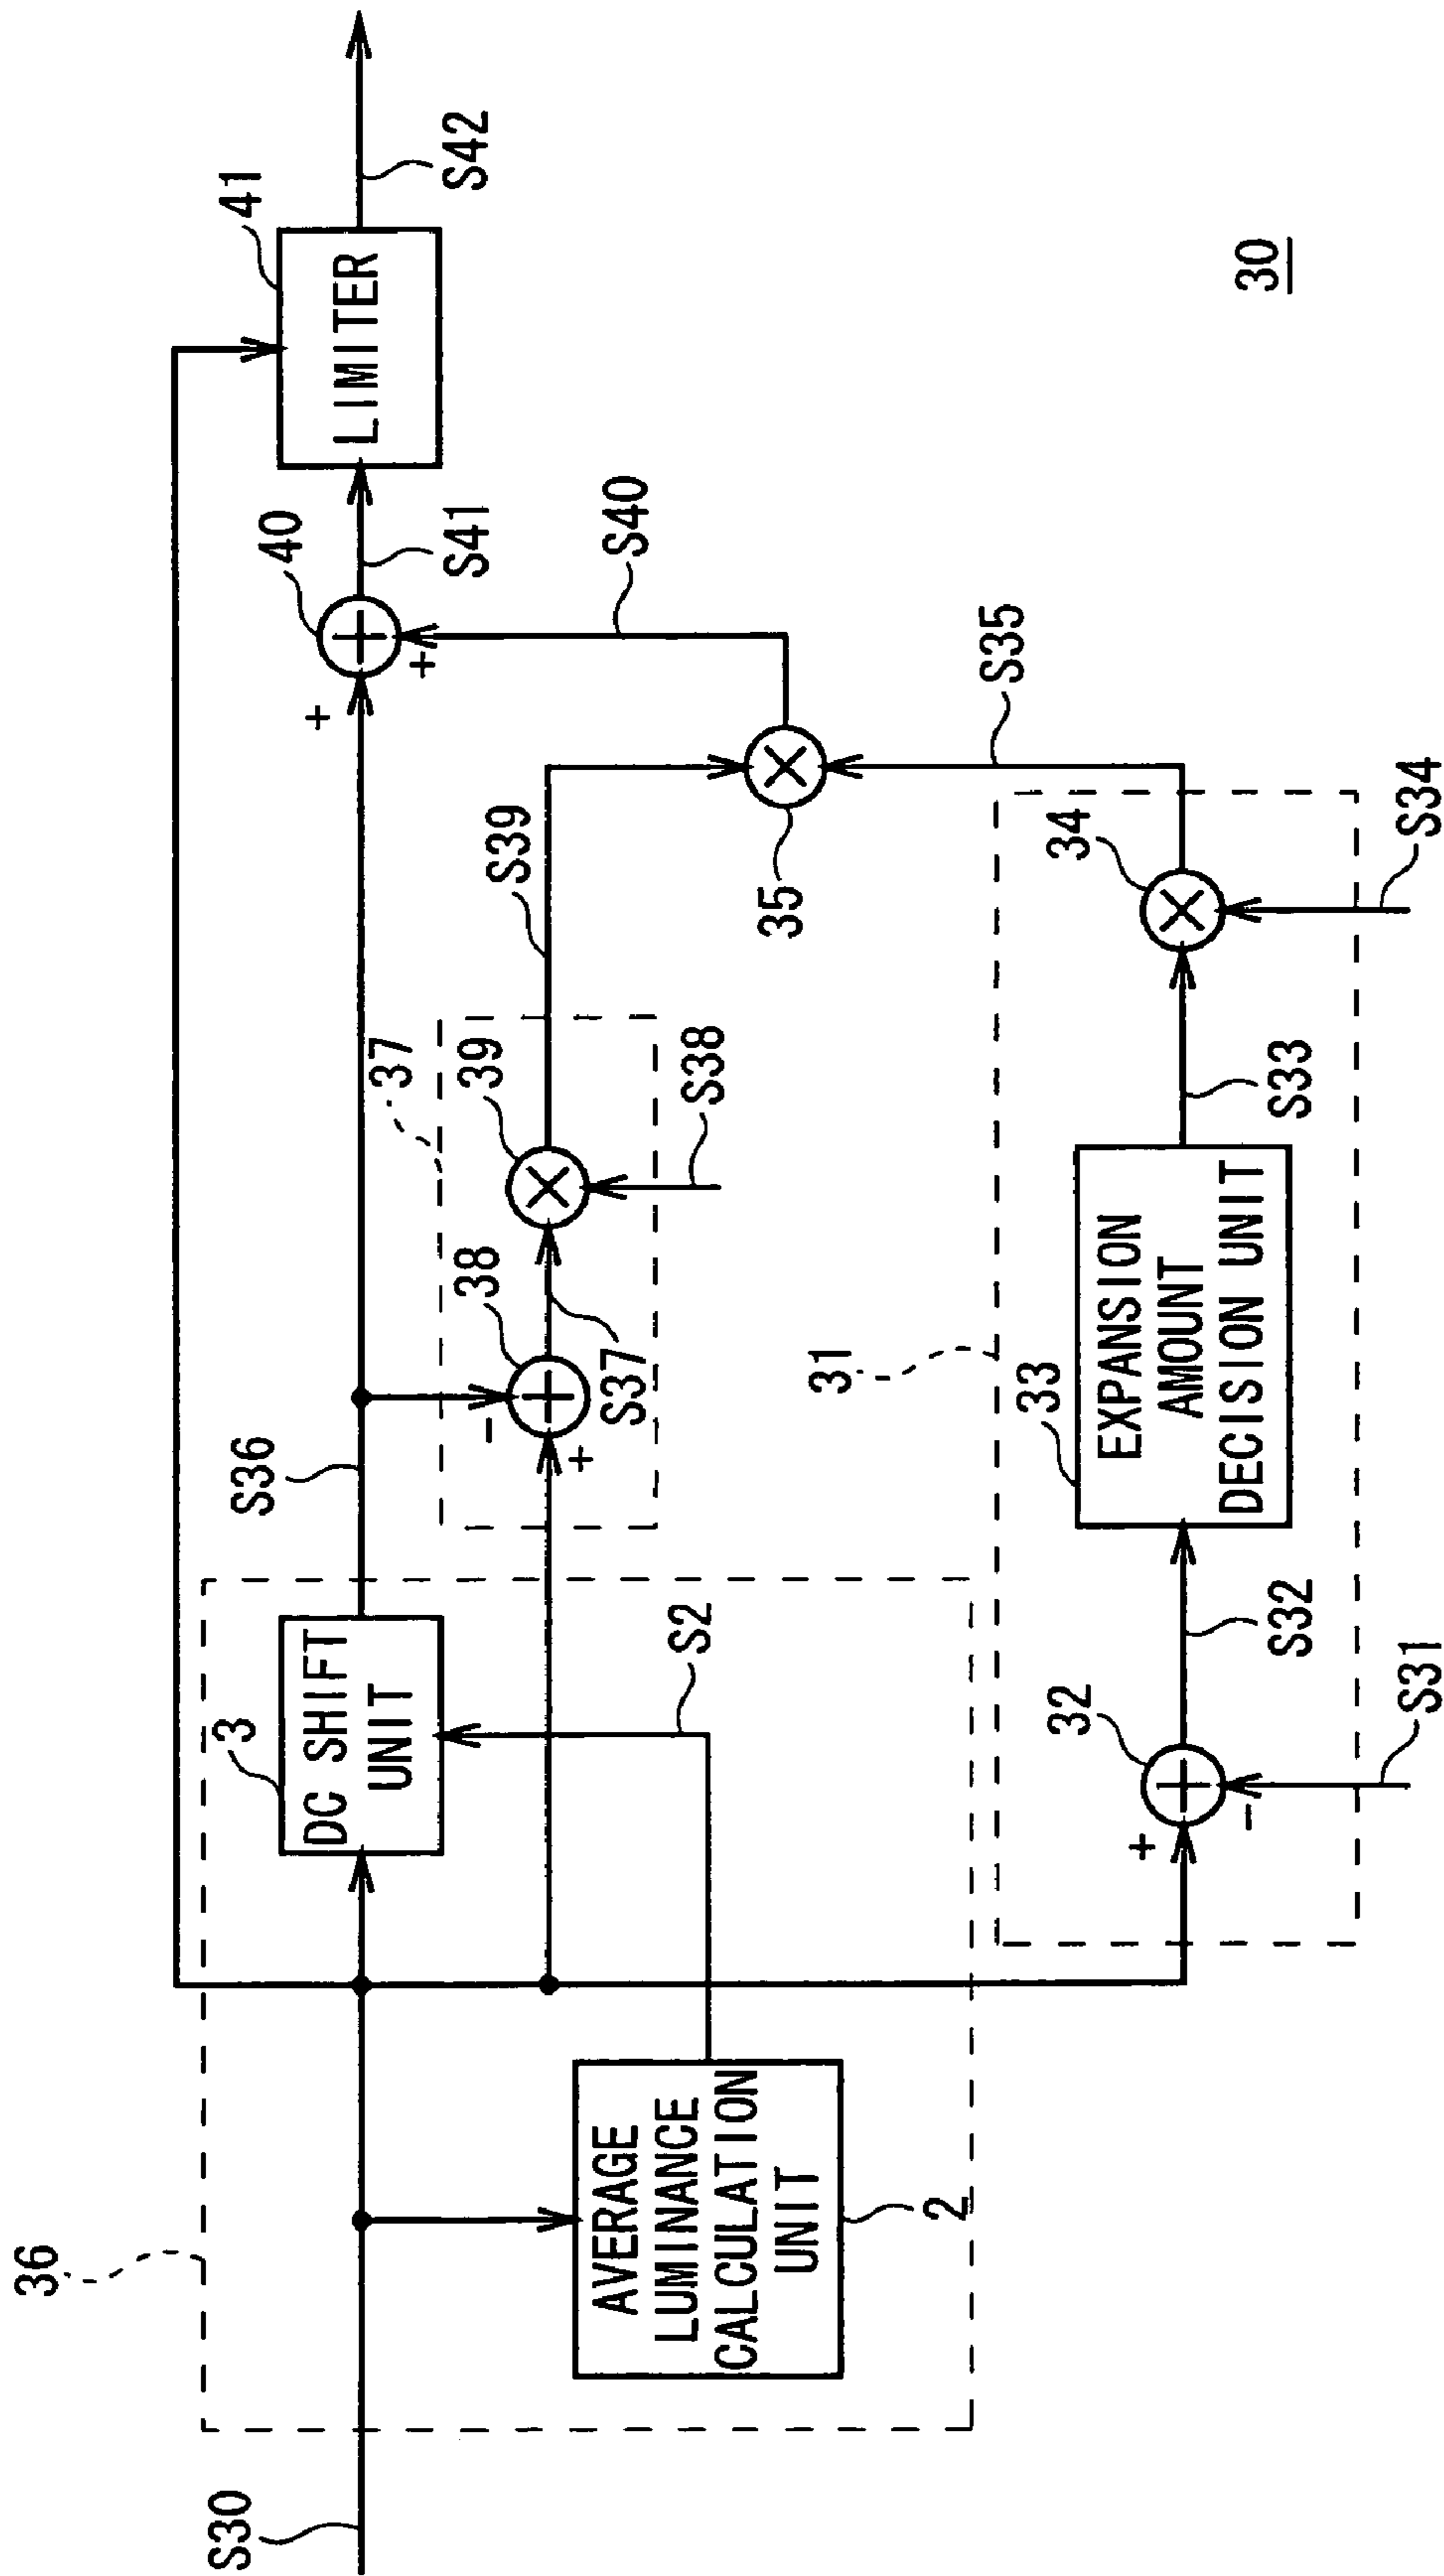 36
S30
3
DC SHIFT
UNIT
S36
40
S41
41
LIMITER
S42
AVERAGE
LUMINANCE
CALCULATION
UNIT
2
S2
37
38
39
+
-
S37
S38
S39
35
S40
+
+
31
32
+
-
S31
S32
33
EXPANSION
AMOUNT
DECISION UNIT
S33
34
S34
S35
30